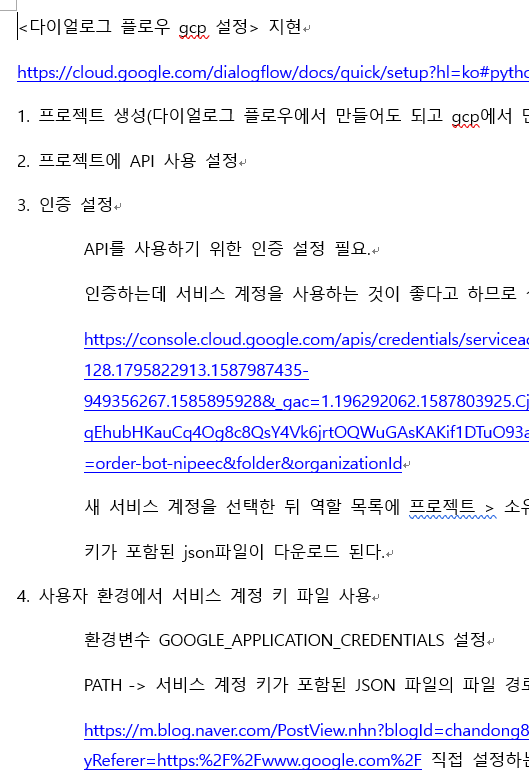 <다이얼로그 플로우 gcp 설정> 지현
https://cloud.google.com/dialogflow/docs/quick/setup?hl=ko#pytho
1. 프로젝트 생성(다이얼로그 플로우에서 만들어도 되고 gcp에서
2. 프로젝트에 API 사용 설정
3. 인증 설정
API를 사용하기 위한 인증 설정 필요.
인증하는데 서비스 계정을 사용하는 것이 좋다고 하므로
https://console.cloud.google.com/apis/credentials/serviceac
128.1795822913.1587987435-
949356267.1585895928&_gac=1.196292062.1587803925.Cj
qEhubHKauCq4Og8c8QsY4Vk6jrtOQWuGAsKAKif1DTuO93a
=order-bot-nipeec&folder&organizationId
새 서비스 계정을 선택한 뒤 역할 목록에 프로젝트 > 소유
키가 포함된 json파일이 다운로드 된다.
4. 사용자 환경에서 서비스 계정 키 파일 사용
환경변수 GOOGLE_APPLICATION_CREDENTIALS 설정
PATH -> 서비스 계정 키가 포함된 JSON 파일의 파일 경로
https://m.blog.naver.com/PostView.nhn?blogId=chandong8
yReferer=https:%2F%2Fwww.google.com%2F 직접 설정하는